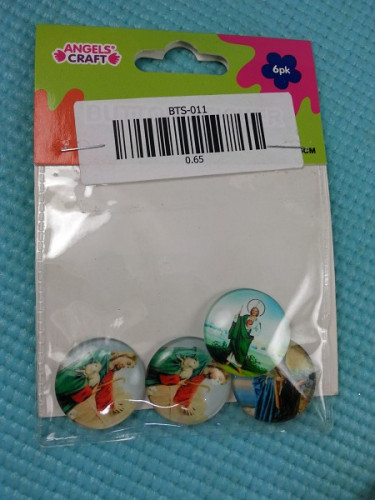 ANGELS'
CRAFT
6pk
BTS-011
0.65